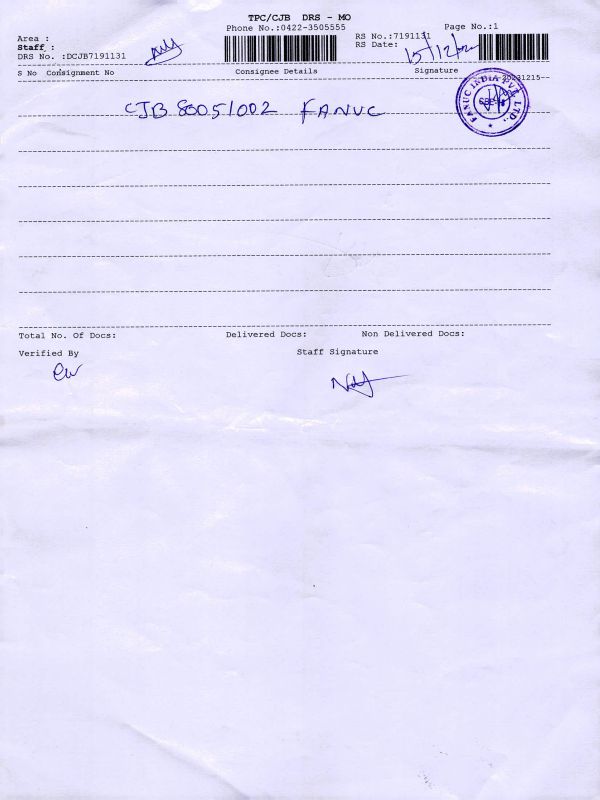 TPC/CJB DRS - MO
Phone No.:0422-3505555
Page No.:1
Area :
RS No.:7191131
Staff :
RS Date:
15/12/2023
DRS No. :DCJB7191131
S No Consignment No
Consignee Details
Signature
20231215--
CJB 80051002 FANUC
FANUC INDIA PVT. LTD.,
Total No. Of Docs:
Delivered Docs:
Non Delivered Docs:
Verified By
Staff Signature